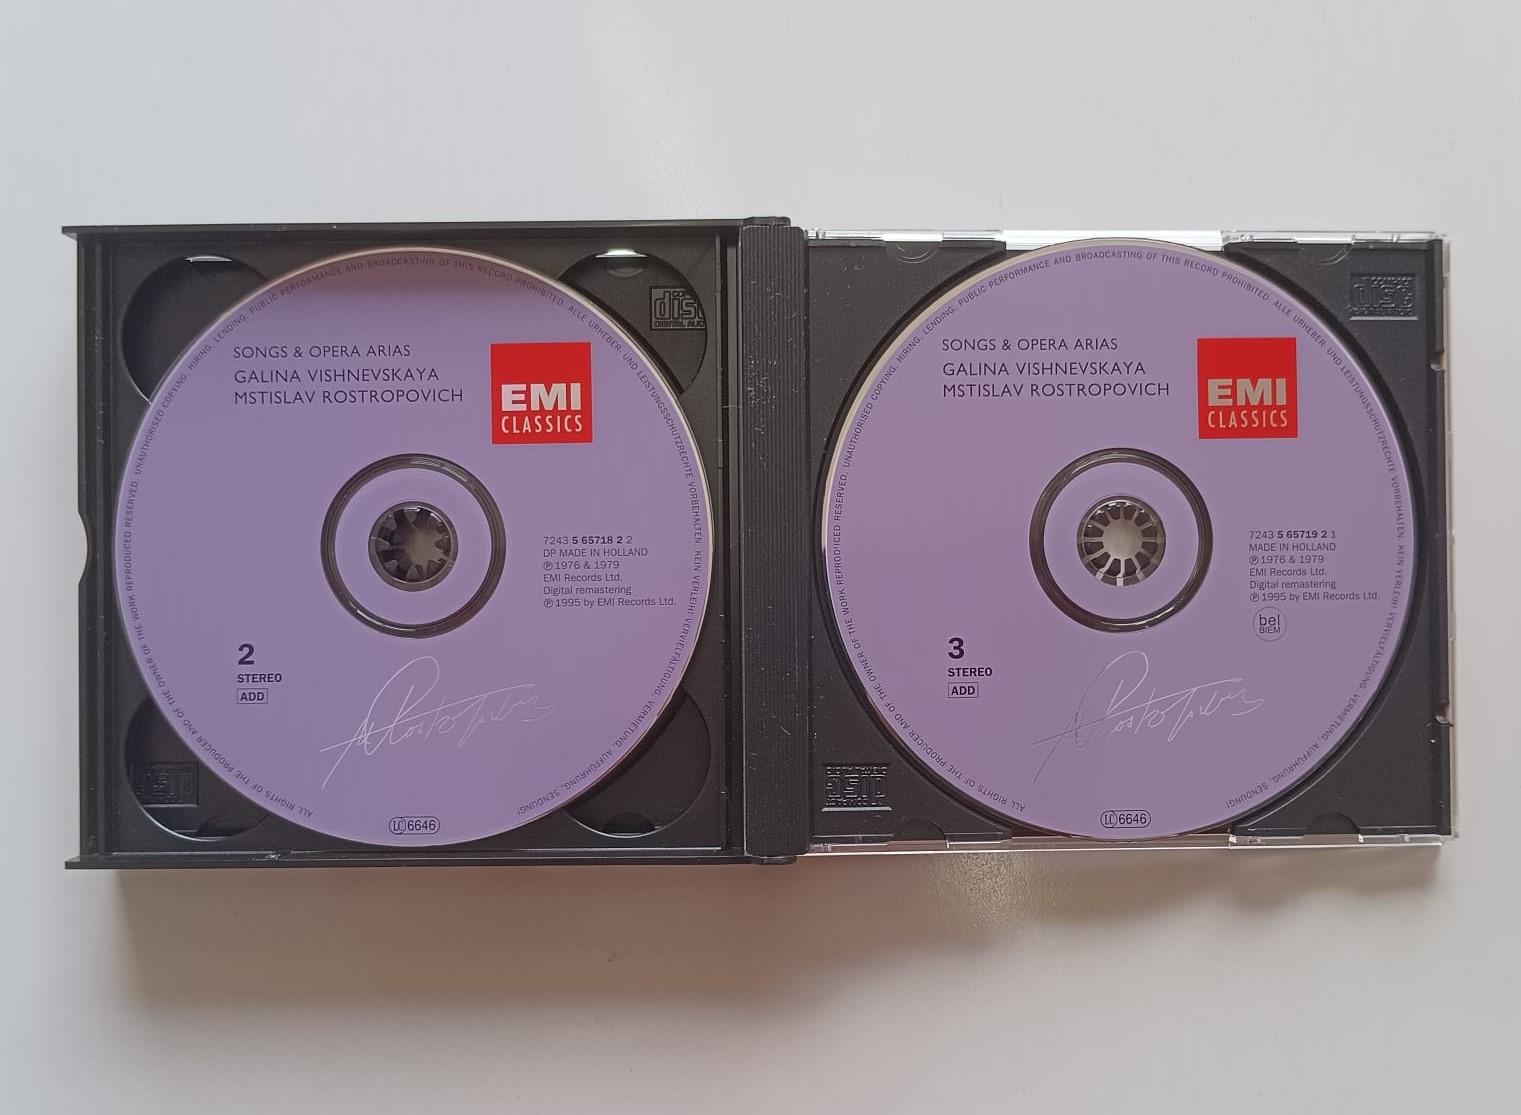 SONGS & OPERA ARIAS
GALINA VISHNEVSKAYA
MSTISLAV ROSTROPOVICH
EMI
CLASSICS
7243 5 65718 2 2
DP MADE IN HOLLAND
℗ 1976 & 1979
EMI Records Ltd.
Digital remastering
℗ 1995 by EMI Records Ltd.
2
STEREO
ADD
LC 6646
ALL RIGHTS OF THE PRODUCER AND OF THE OWNER OF THE WORK REPRODUCED RESERVED. UNAUTHORISED COPYING, HIRING, LENDING, PUBLIC PERFORMANCE AND BROADCASTING OF THIS RECORD PROHIBITED. ALLE URHEBER- UND LEISTUNGSSCHUTZRECHTE VORBEHALTEN. KEIN VERLEIH! VERVIELFÄLTIGUNG, VERMIETUNG, AUFFÜHRUNG, SENDUNG!
SONGS & OPERA ARIAS
GALINA VISHNEVSKAYA
MSTISLAV ROSTROPOVICH
EMI
CLASSICS
7243 5 65719 2 1
MADE IN HOLLAND
℗ 1976 & 1979
EMI Records Ltd.
Digital remastering
℗ 1995 by EMI Records Ltd.
bel
BIEM
3
STEREO
ADD
LC 6646
ALL RIGHTS OF THE PRODUCER AND OF THE OWNER OF THE WORK REPRODUCED RESERVED. UNAUTHORISED COPYING, HIRING, LENDING, PUBLIC PERFORMANCE AND BROADCASTING OF THIS RECORD PROHIBITED. ALLE URHEBER- UND LEISTUNGSSCHUTZRECHTE VORBEHALTEN. KEIN VERLEIH! VERVIELFÄLTIGUNG, VERMIETUNG, AUFFÜHRUNG, SENDUNG!